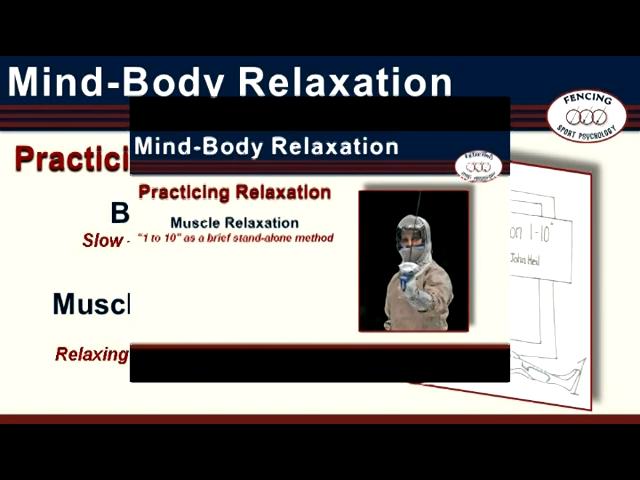 Mind-Body Relaxation
FENCING
SPORT PSYCHOLOGY
Practici
B
Slow -
Muscl
Relaxing
Mind-Body Relaxation
Practicing Relaxation
Muscle Relaxation
"1 to 10" as a brief stand-alone method
on 1-10"
John Heil